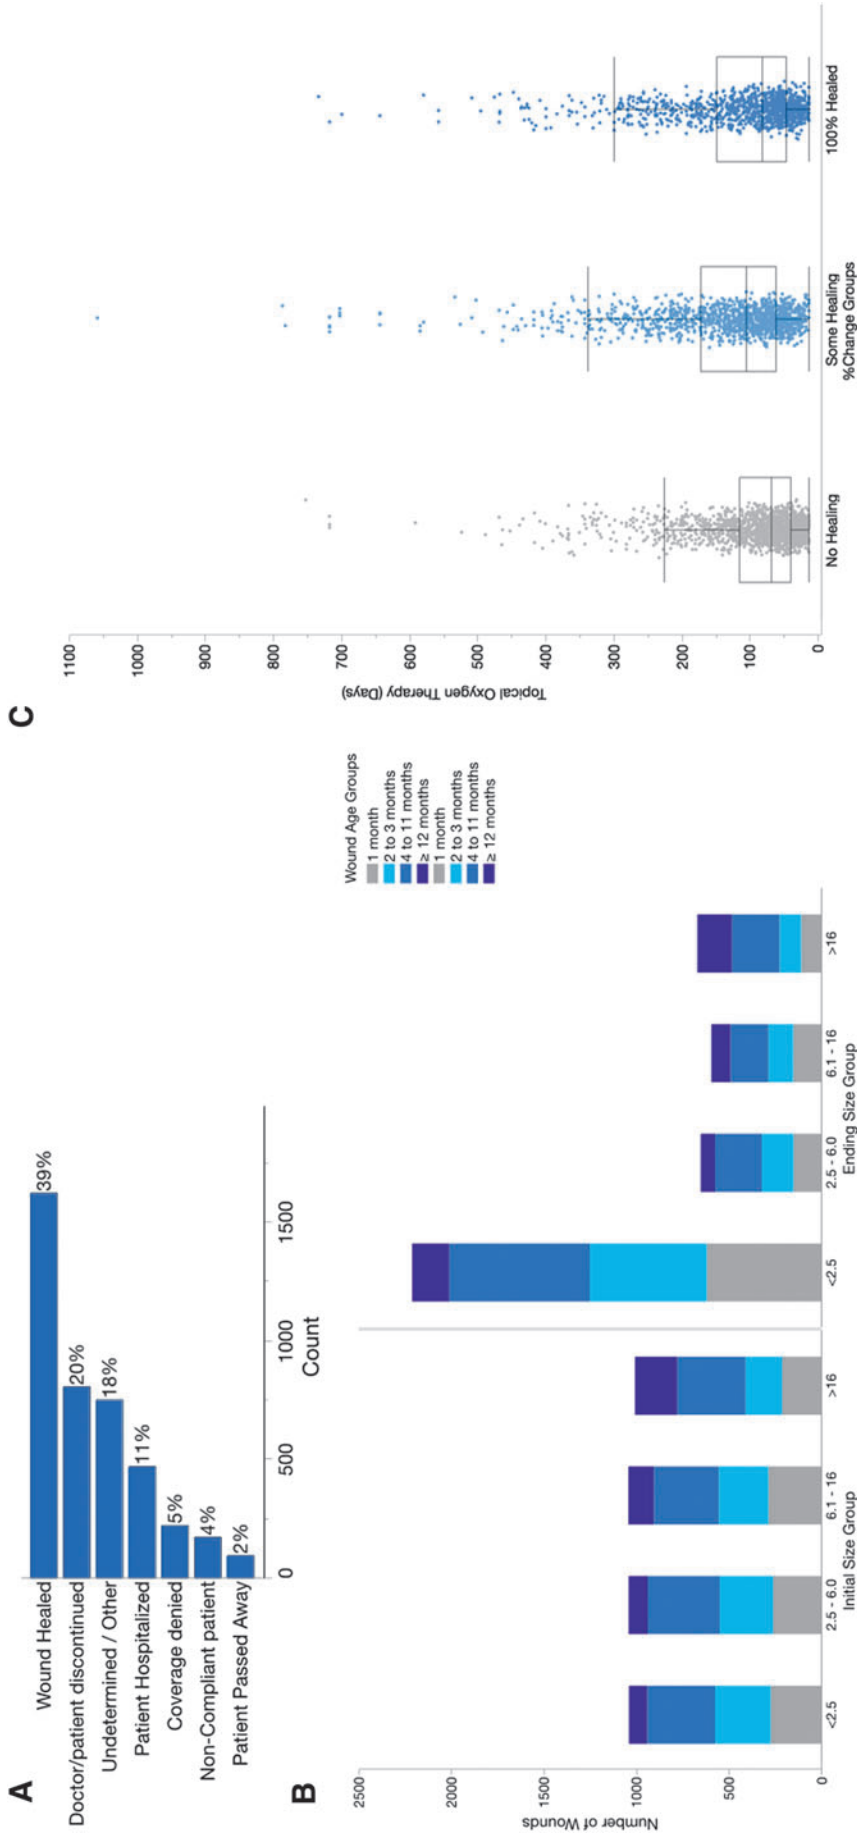 A
Wound Healed
39%
Doctor/patient discontinued
20%
Undetermined / Other
18%
Patient Hospitalized
11%
Coverage denied
5%
Non-Compliant patient
4%
Patient Passed Away
2%
0
500
1000
1500
Count
B
Number of Wounds
2500
2000
1500
1000
500
0
<2.5
2.5 - 6.0
6.1 - 16
>16
Initial Size Group
<2.5
2.5 - 6.0
6.1 - 16
>16
Ending Size Group
Wound Age Groups
1 month
2 to 3 months
4 to 11 months
≥ 12 months
1 month
2 to 3 months
4 to 11 months
≥ 12 months
C
Topical Oxygen Therapy (Days)
1100
1000
900
800
700
600
500
400
300
200
100
0
No Healing
Some Healing
100% Healed
%Change Groups